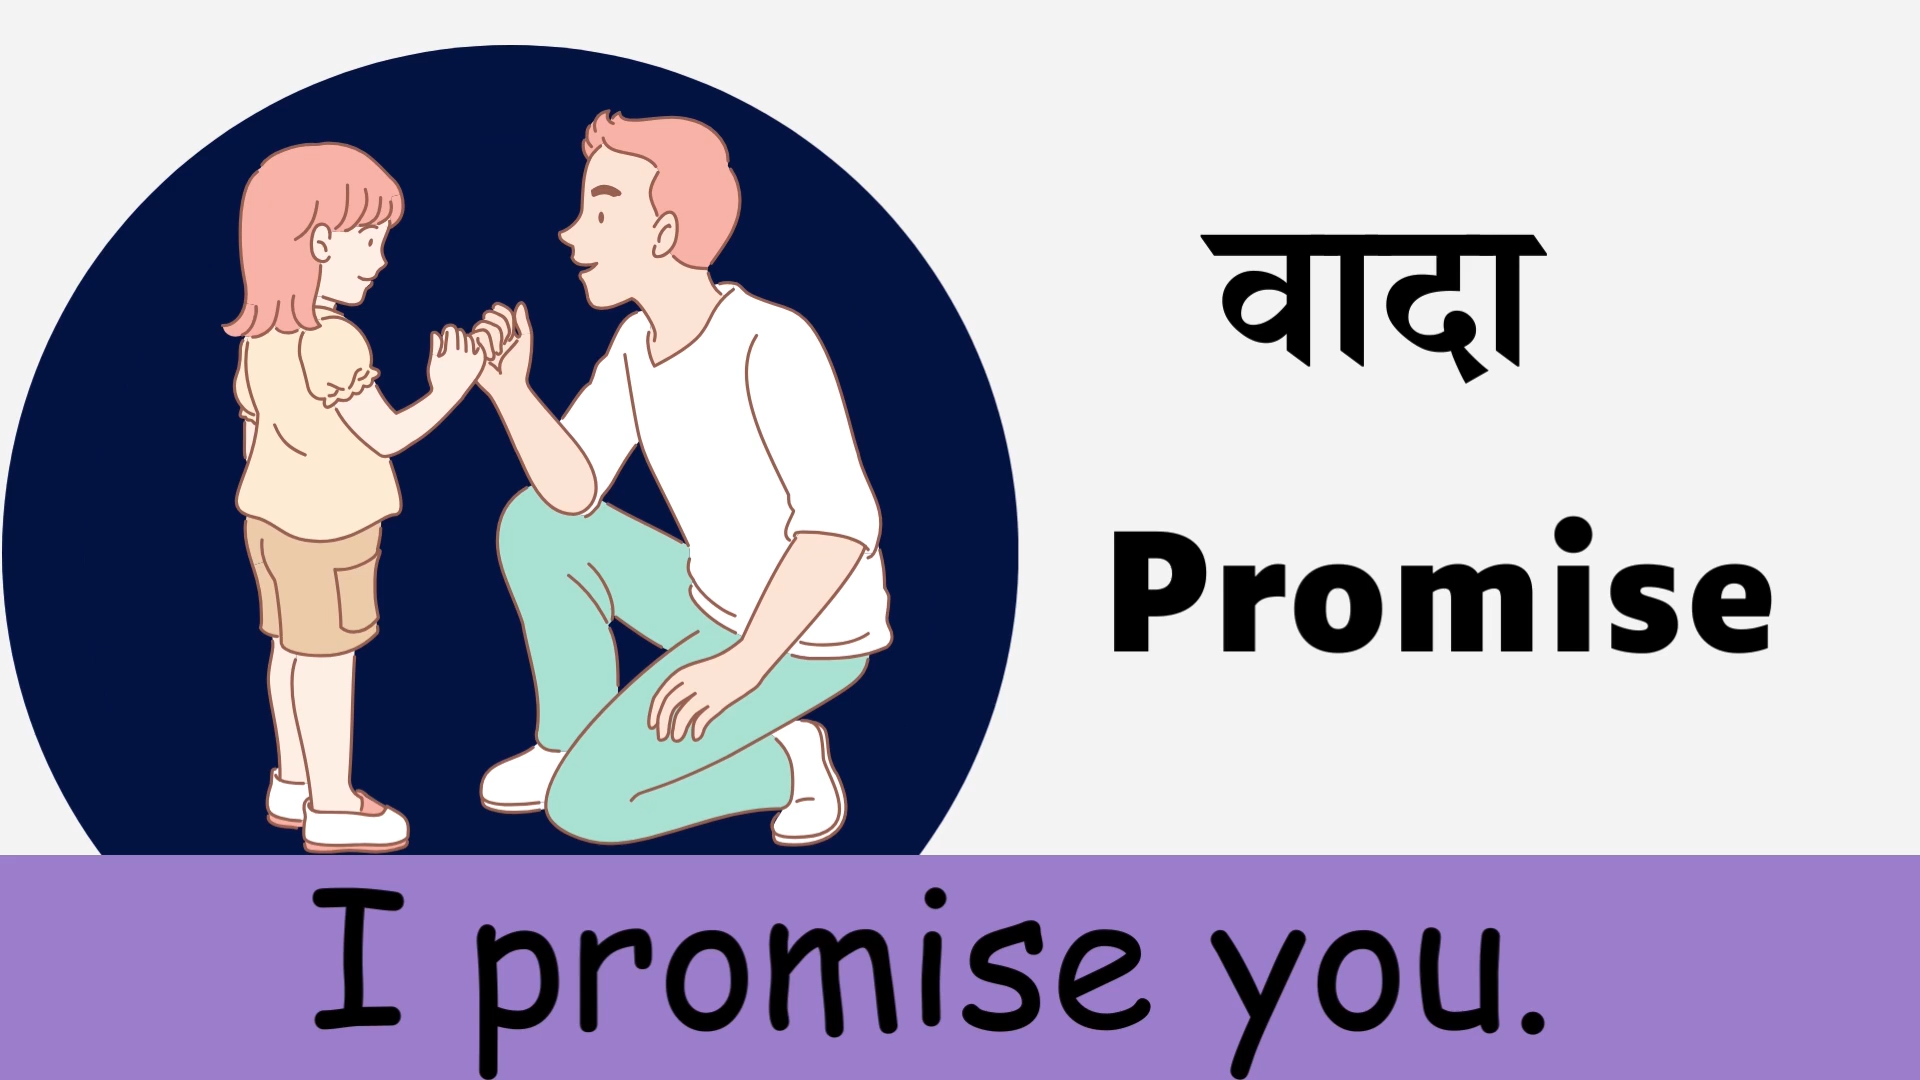 वादा
Promise
I promise you.